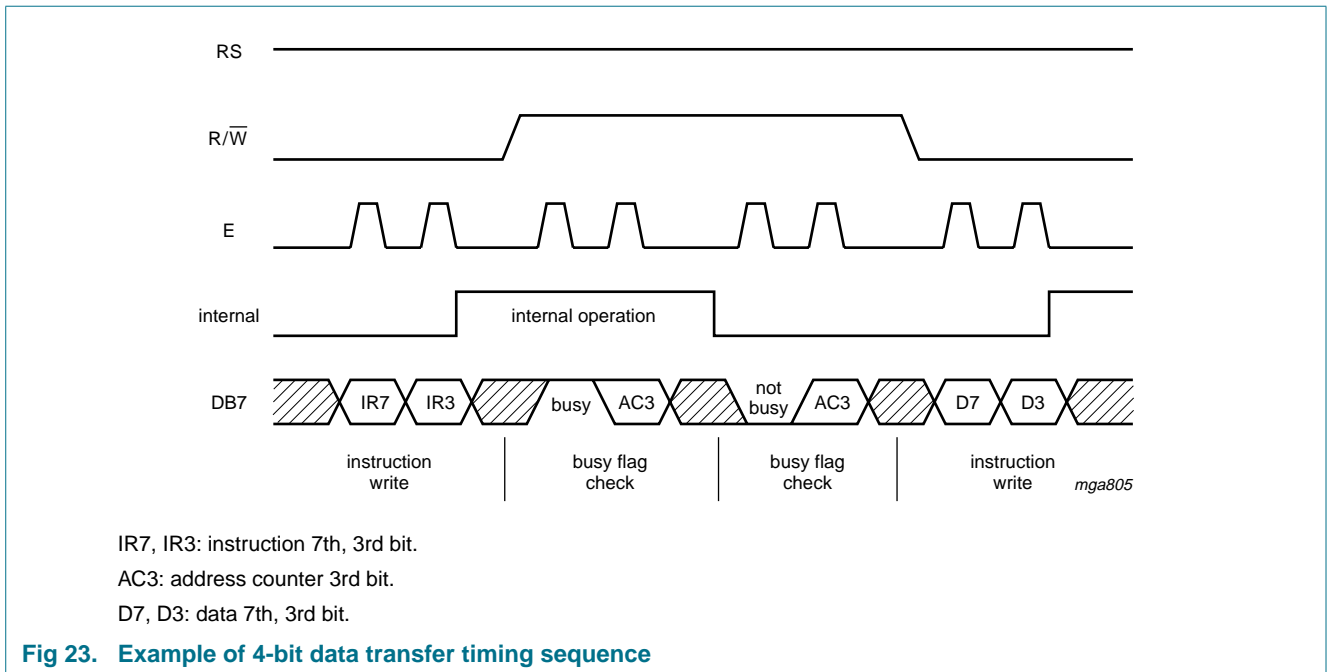 RS
R/W̅
E
internal
internal operation
DB7
IR7
IR3
busy
AC3
not
busy
AC3
D7
D3
instruction
write
busy flag
check
busy flag
check
instruction
write
mga805
IR7, IR3: instruction 7th, 3rd bit.
AC3: address counter 3rd bit.
D7, D3: data 7th, 3rd bit.
Fig 23. Example of 4-bit data transfer timing sequence